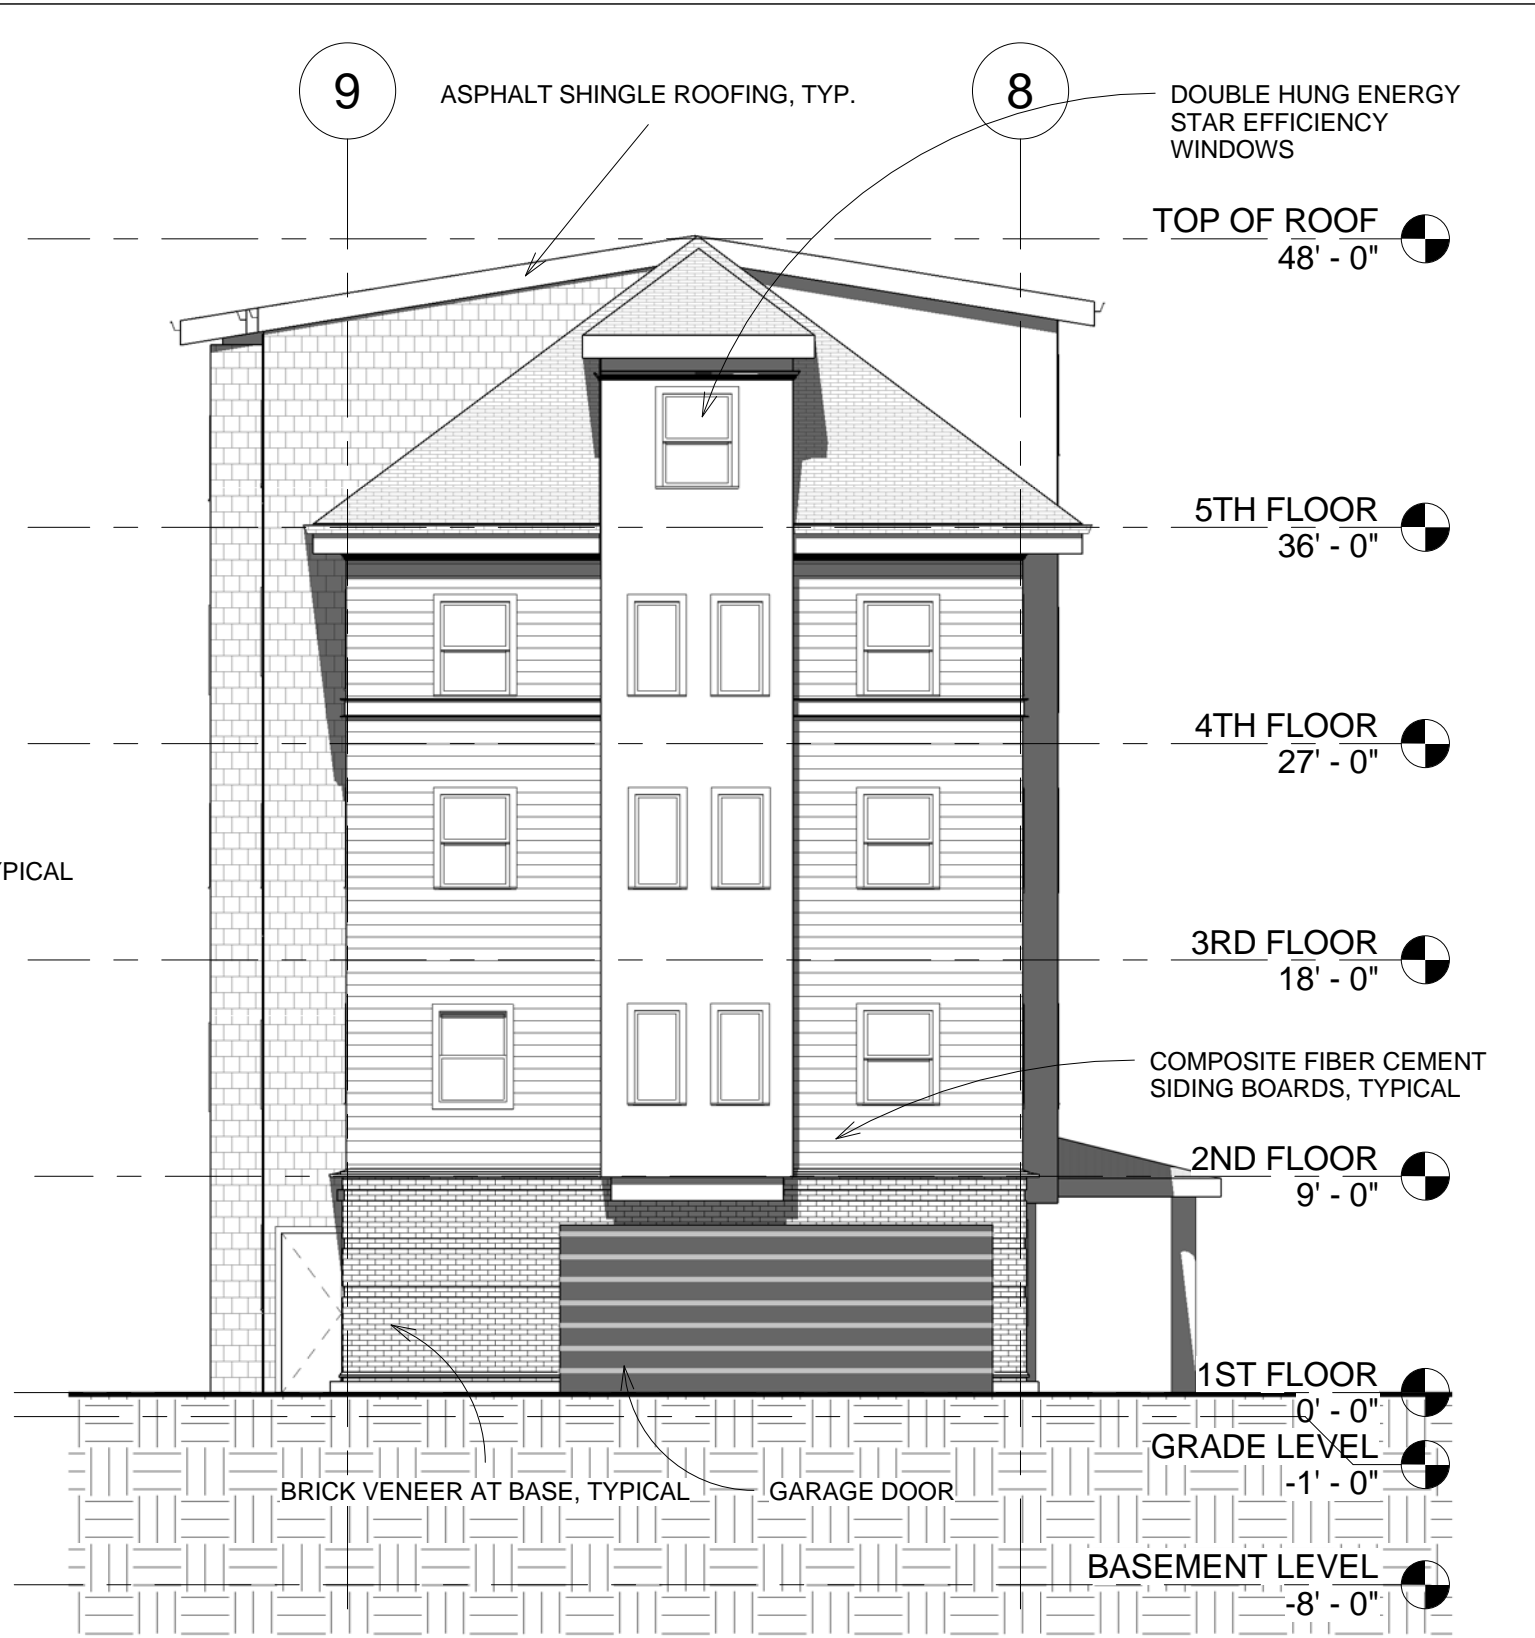 9
ASPHALT SHINGLE ROOFING, TYP.
8
DOUBLE HUNG ENERGY
STAR EFFICIENCY
WINDOWS
TOP OF ROOF
48' - 0"
5TH FLOOR
36' - 0"
4TH FLOOR
27' - 0"
YPICAL
3RD FLOOR
18' - 0"
COMPOSITE FIBER CEMENT
SIDING BOARDS, TYPICAL
2ND FLOOR
9' - 0"
1ST FLOOR
0' - 0"
GRADE LEVEL
-1' - 0"
BRICK VENEER AT BASE, TYPICAL
GARAGE DOOR
BASEMENT LEVEL
-8' - 0"